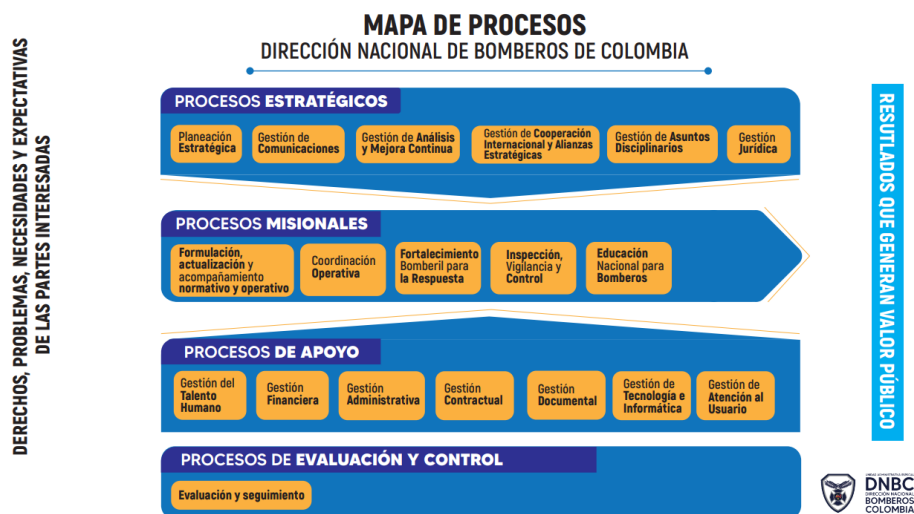 MAPA DE PROCESOS
DIRECCIÓN NACIONAL DE BOMBEROS DE COLOMBIA
DERECHOS, PROBLEMAS, NECESIDADES Y EXPECTATIVAS
DE LAS PARTES INTERESADAS
PROCESOS ESTRATÉGICOS
Planeación
Estratégica
Gestión de
Comunicaciones
Gestión de Análisis
y Mejora Continua
Gestión de Cooperación
Internacional y Alianzas
Estratégicas
Gestión de Asuntos
Disciplinarios
Gestión
Jurídica
PROCESOS MISIONALES
Formulación,
actualización y
acompañamiento
normativo y operativo
Coordinación
Operativa
Fortalecimiento
Bomberil para
la Respuesta
Inspección,
Vigilancia y
Control
Educación
Nacional para
Bomberos
PROCESOS DE APOYO
Gestión del
Talento
Humano
Gestión
Financiera
Gestión
Administrativa
Gestión
Contractual
Gestión
Documental
Gestión de
Tecnología e
Informática
Gestión de
Atención al
Usuario
PROCESOS DE EVALUACIÓN Y CONTROL
Evaluación y seguimiento
RESUTLADOS QUE GENERAN VALOR PÚBLICO
UNIDAD ADMINISTRATIVA ESPECIAL
DNBC
DIRECCIÓN NACIONAL
BOMBEROS
COLOMBIA